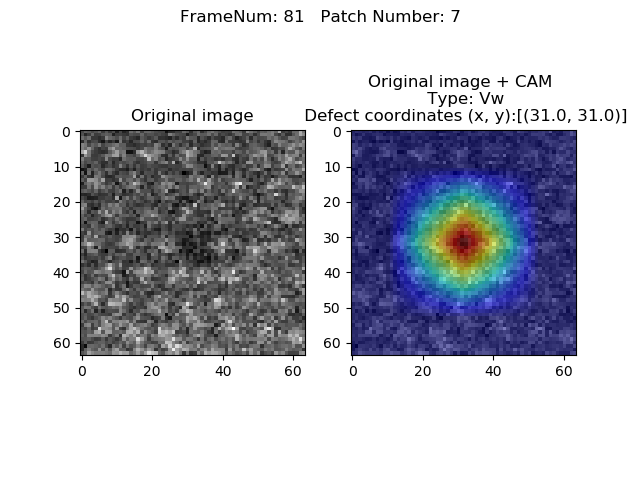 FrameNum: 81   Patch Number: 7
Original image
Original image + CAM
Type: Vw
Defect coordinates (x, y):[(31.0, 31.0)]
0
10
20
30
40
50
60
0 20 40 60
0
10
20
30
40
50
60
0 20 40 60